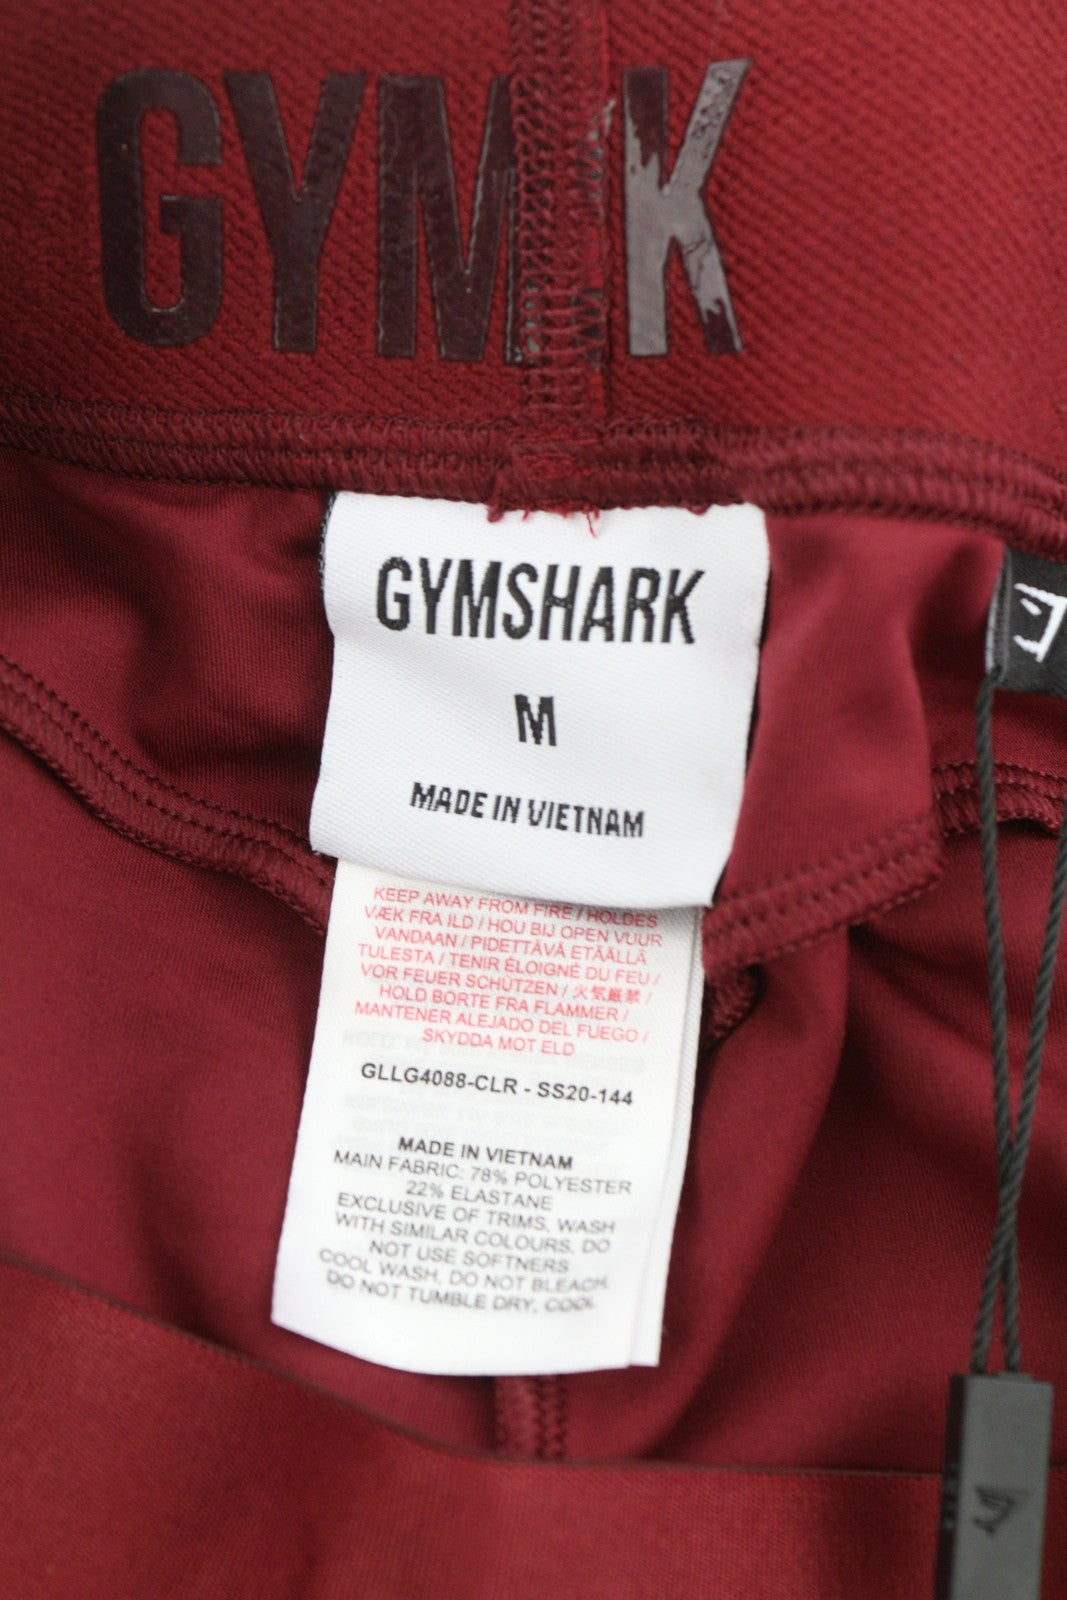 GYM K
GYMSHARK
M
MADE IN VIETNAM
KEEP AWAY FROM FIRE / HOLDES
VÆK FRA ILD / HOU BIJ OPEN VUUR
VANDAAN / PIDETTÄVÄ ETÄÄLLÄ
TULESTA / TENIR ÉLOIGNÉ DU FEU /
VOR FEUER SCHÜTZEN / 火気厳禁 /
HOLD BORTE FRA FLAMMER /
MANTENER ALEJADO DEL FUEGO /
SKYDDA MOT ELD
GLLG4088-CLR - SS20-144
MADE IN VIETNAM
MAIN FABRIC: 78% POLYESTER
22% ELASTANE
EXCLUSIVE OF TRIMS, WASH
WITH SIMILAR COLOURS, DO
NOT USE SOFTNERS
COOL WASH, DO NOT BLEACH,
DO NOT TUMBLE DRY, COOL